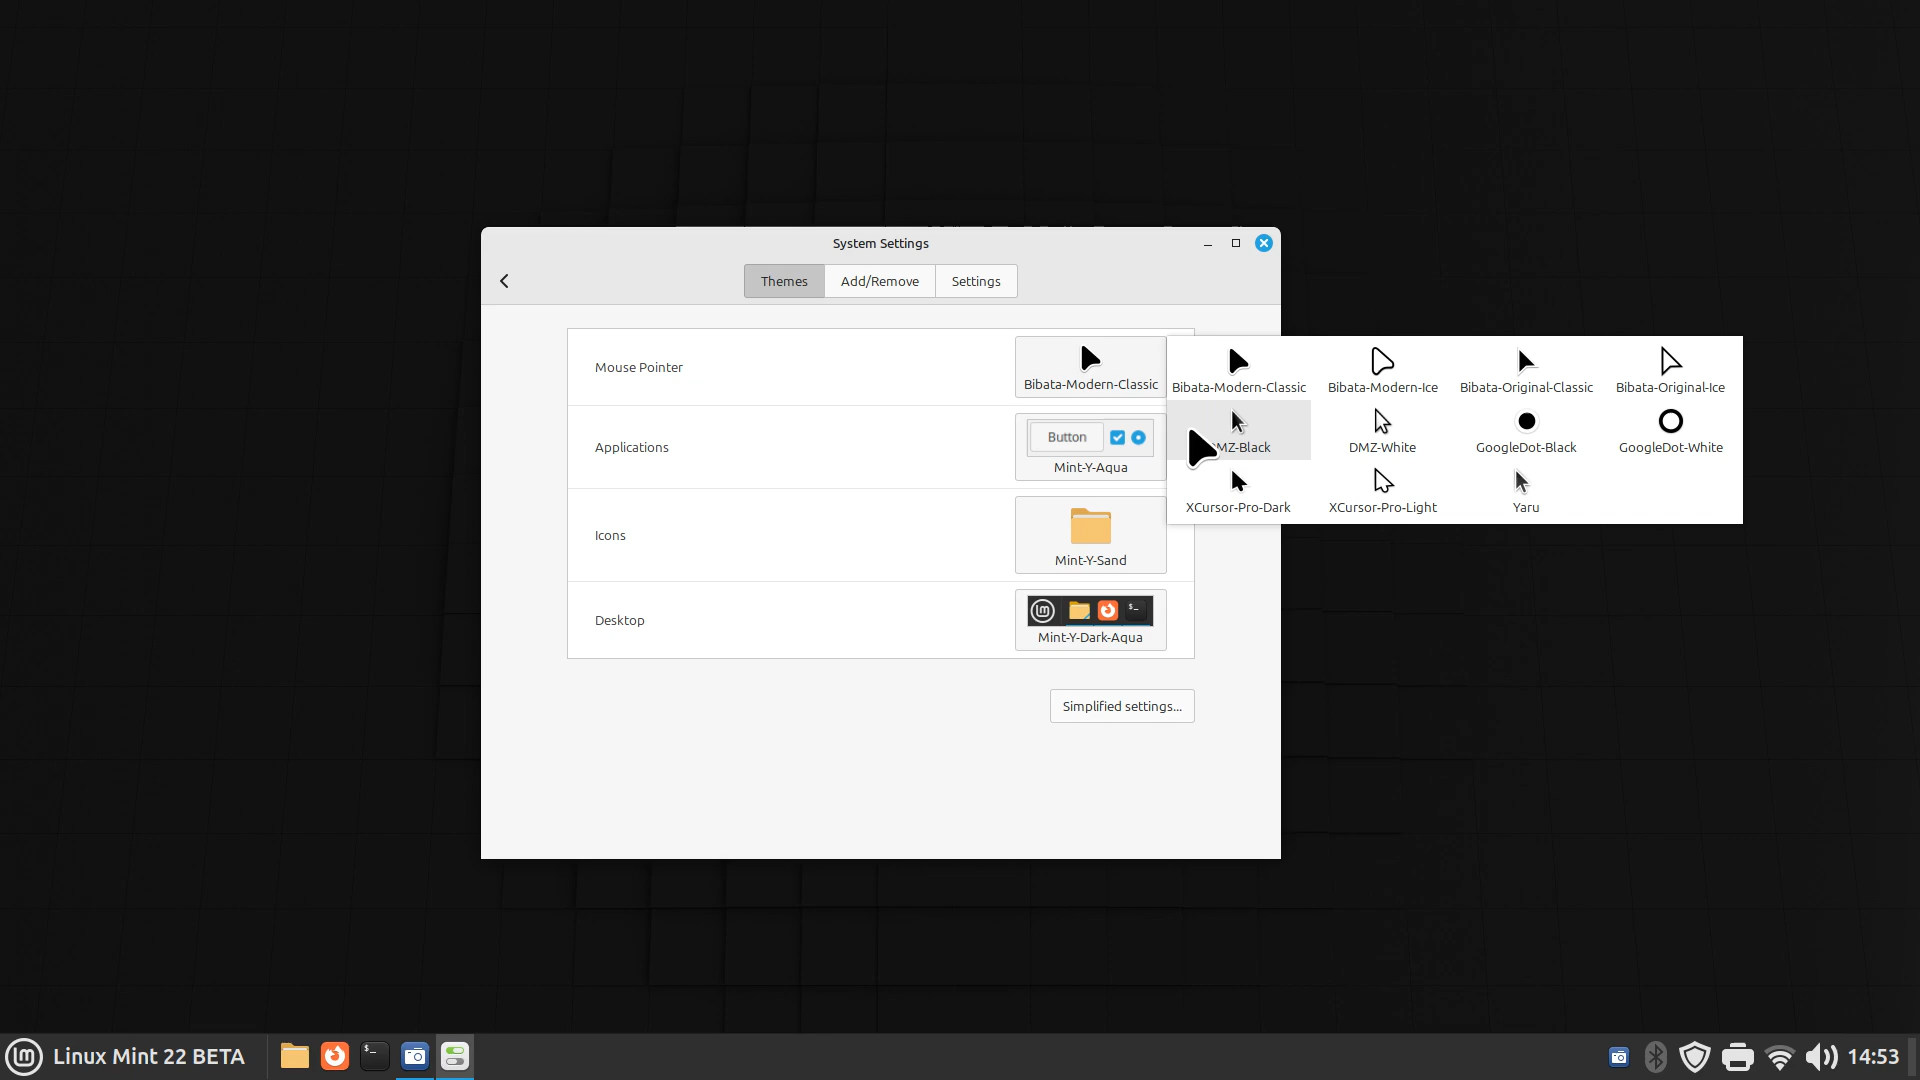 System Settings
Themes
Add/Remove
Settings
Mouse Pointer
Bibata-Modern-Classic
Bibata-Modern-Classic
Bibata-Modern-Ice
Bibata-Original-Classic
Bibata-Original-Ice
MZ-Black
DMZ-White
GoogleDot-Black
GoogleDot-White
XCursor-Pro-Dark
XCursor-Pro-Light
Yaru
Applications
Button
Mint-Y-Aqua
Icons
Mint-Y-Sand
Desktop
$_
Mint-Y-Dark-Aqua
Simplified settings...
Linux Mint 22 BETA
$_
14:53